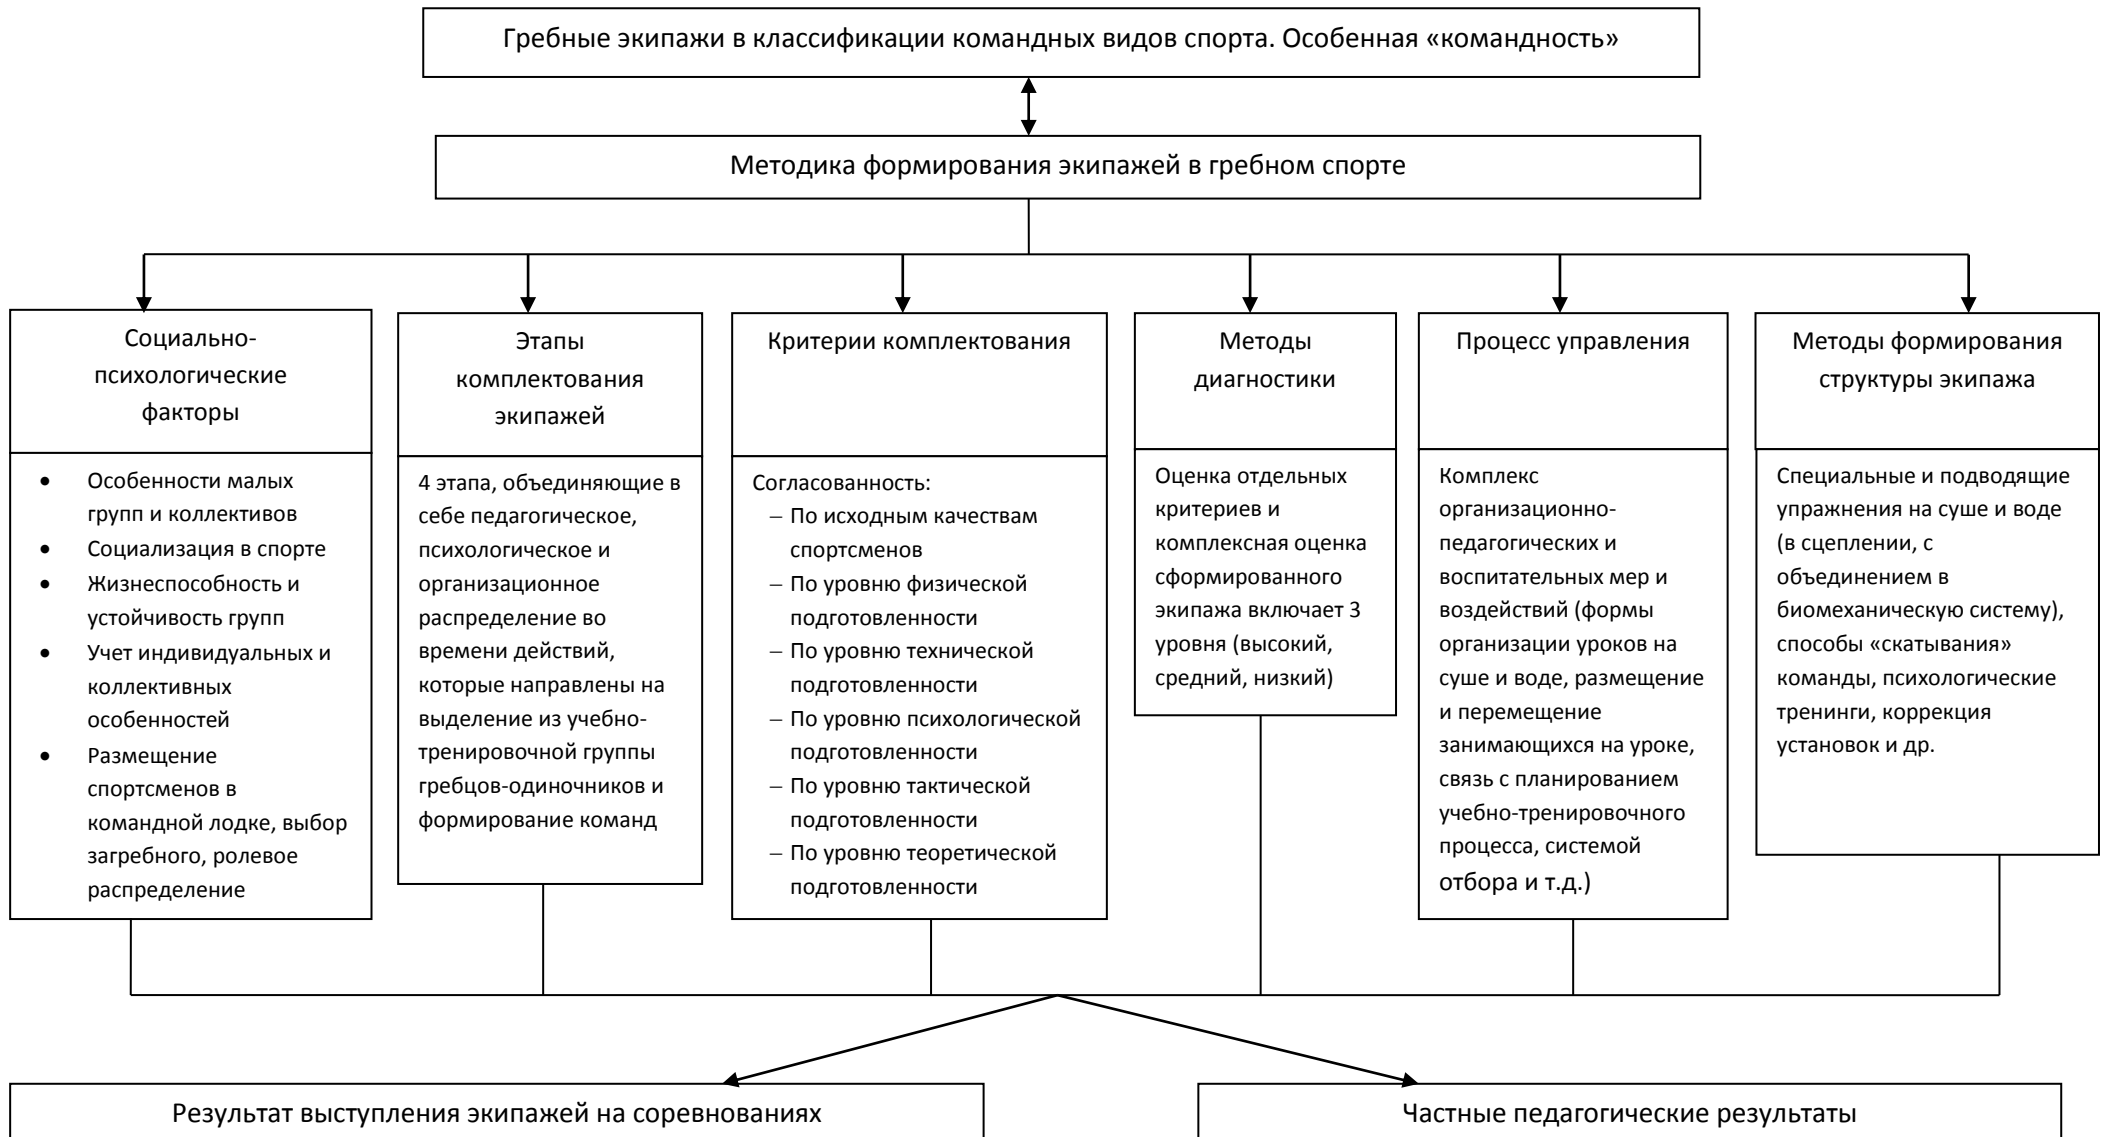 Гребные экипажи в классификации командных видов спорта. Особенная «командность»
Методика формирования экипажей в гребном спорте
Социально-
психологические
факторы
• Особенности малых
групп и коллективов
• Социализация в спорте
• Жизнеспособность и
устойчивость групп
• Учет индивидуальных и
коллективных
особенностей
• Размещение
спортсменов в
командной лодке, выбор
загребного, ролевое
распределение
Этапы
комплектования
экипажей
4 этапа, объединяющие в
себе педагогическое,
психологическое и
организационное
распределение во
времени действий,
которые направлены на
выделение из учебно-
тренировочной группы
гребцов-одиночников и
формирование команд
Критерии комплектования
Согласованность:
– По исходным качествам
спортсменов
– По уровню физической
подготовленности
– По уровню технической
подготовленности
– По уровню психологической
подготовленности
– По уровню тактической
подготовленности
– По уровню теоретической
подготовленности
Методы
диагностики
Оценка отдельных
критериев и
комплексная оценка
сформированного
экипажа включает 3
уровня (высокий,
средний, низкий)
Процесс управления
Комплекс
организационно-
педагогических и
воспитательных мер и
воздействий (формы
организации уроков на
суше и воде, размещение
и перемещение
занимающихся на уроке,
связь с планированием
учебно-тренировочного
процесса, системой
отбора и т.д.)
Методы формирования
структуры экипажа
Специальные и подводящие
упражнения на суше и воде
(в сцеплении, с
объединением в
биомеханическую систему),
способы «скатывания»
команды, психологические
тренинги, коррекция
установок и др.
Результат выступления экипажей на соревнованиях
Частные педагогические результаты